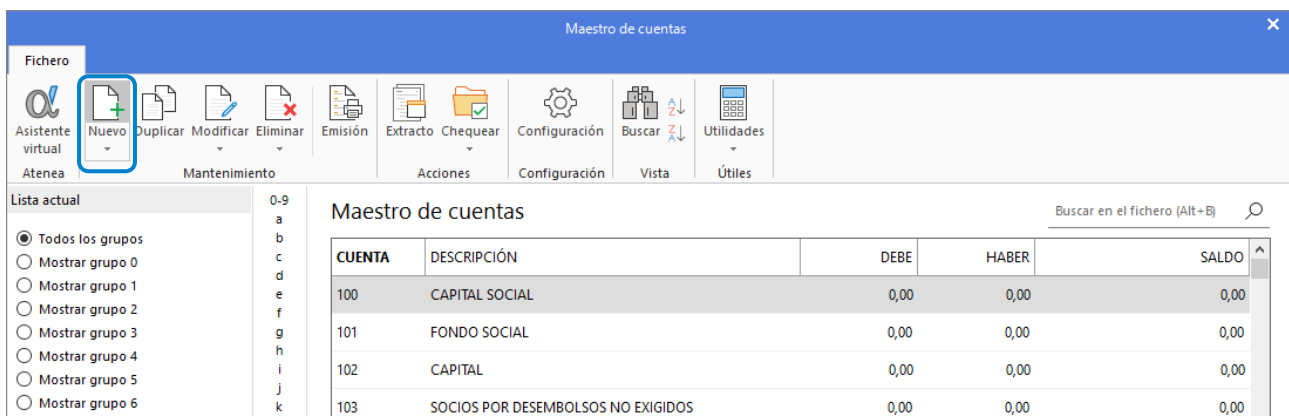 Maestro de cuentas
Fichero
Asistente virtual
Nuevo
Duplicar
Modificar
Eliminar
Emisión
Extracto
Chequear
Configuración
Buscar
Utilidades
Atenea
Mantenimiento
Acciones
Configuración
Vista
Útiles
Lista actual
Todos los grupos
Mostrar grupo 0
Mostrar grupo 1
Mostrar grupo 2
Mostrar grupo 3
Mostrar grupo 4
Mostrar grupo 5
Mostrar grupo 6
0-9
a
b
c
d
e
f
g
h
i
j
k
Maestro de cuentas
Buscar en el fichero (Alt+B)
CUENTA DESCRIPCIÓN DEBE HABER SALDO
100 CAPITAL SOCIAL 0,00 0,00 0,00
101 FONDO SOCIAL 0,00 0,00 0,00
102 CAPITAL 0,00 0,00 0,00
103 SOCIOS POR DESEMBOLSOS NO EXIGIDOS 0,00 0,00 0,00